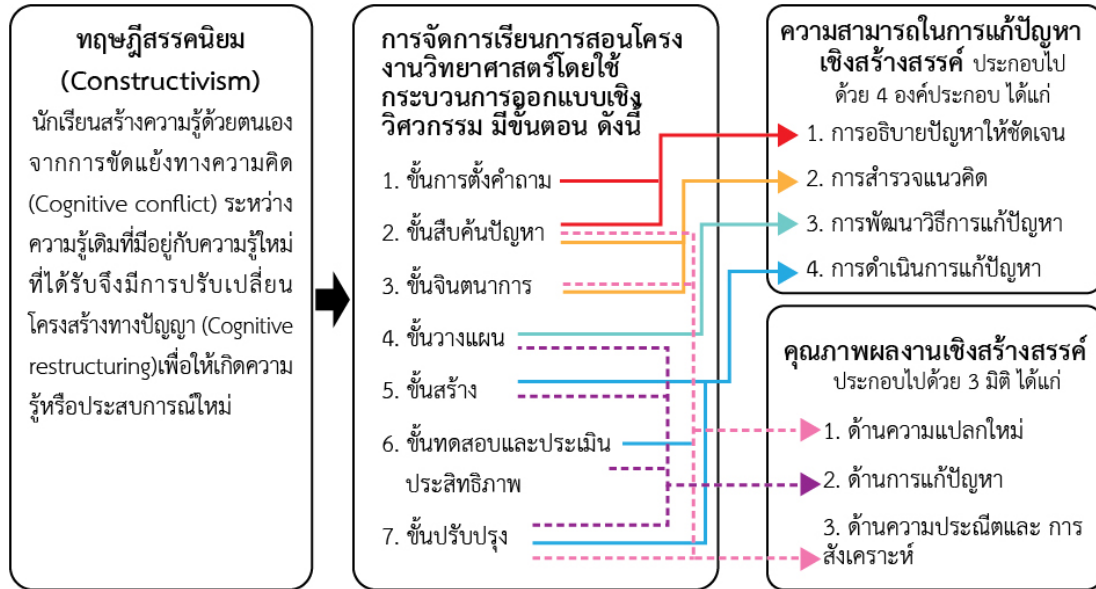 ทฤษฎีสรรคนิยม
(Constructivism)
นักเรียนสร้างความรู้ด้วยตนเอง
จากการขัดแย้งทางความคิด
(Cognitive conflict) ระหว่าง
ความรู้เดิมที่มีอยู่กับความรู้ใหม่
ที่ได้รับจึงมีการปรับเปลี่ยน
โครงสร้างทางปัญญา (Cognitive
restructuring)เพื่อให้เกิดความ
รู้หรือประสบการณ์ใหม่
การจัดการเรียนการสอนโครง
งานวิทยาศาสตร์โดยใช้
กระบวนการออกแบบเชิง
วิศวกรรม มีขั้นตอน ดังนี้
1. ขั้นการตั้งคำถาม
2. ขั้นสืบค้นปัญหา
3. ขั้นจินตนาการ
4. ขั้นวางแผน
5. ขั้นสร้าง
6. ขั้นทดสอบและประเมิน
ประสิทธิภาพ
7. ขั้นปรับปรุง
ความสามารถในการแก้ปัญหา
เชิงสร้างสรรค์ ประกอบไป
ด้วย 4 องค์ประกอบ ได้แก่
1. การอธิบายปัญหาให้ชัดเจน
2. การสำรวจแนวคิด
3. การพัฒนาวิธีการแก้ปัญหา
4. การดำเนินการแก้ปัญหา
คุณภาพผลงานเชิงสร้างสรรค์
ประกอบไปด้วย 3 มิติ ได้แก่
1. ด้านความแปลกใหม่
2. ด้านการแก้ปัญหา
3. ด้านความประณีตและ การ
สังเคราะห์